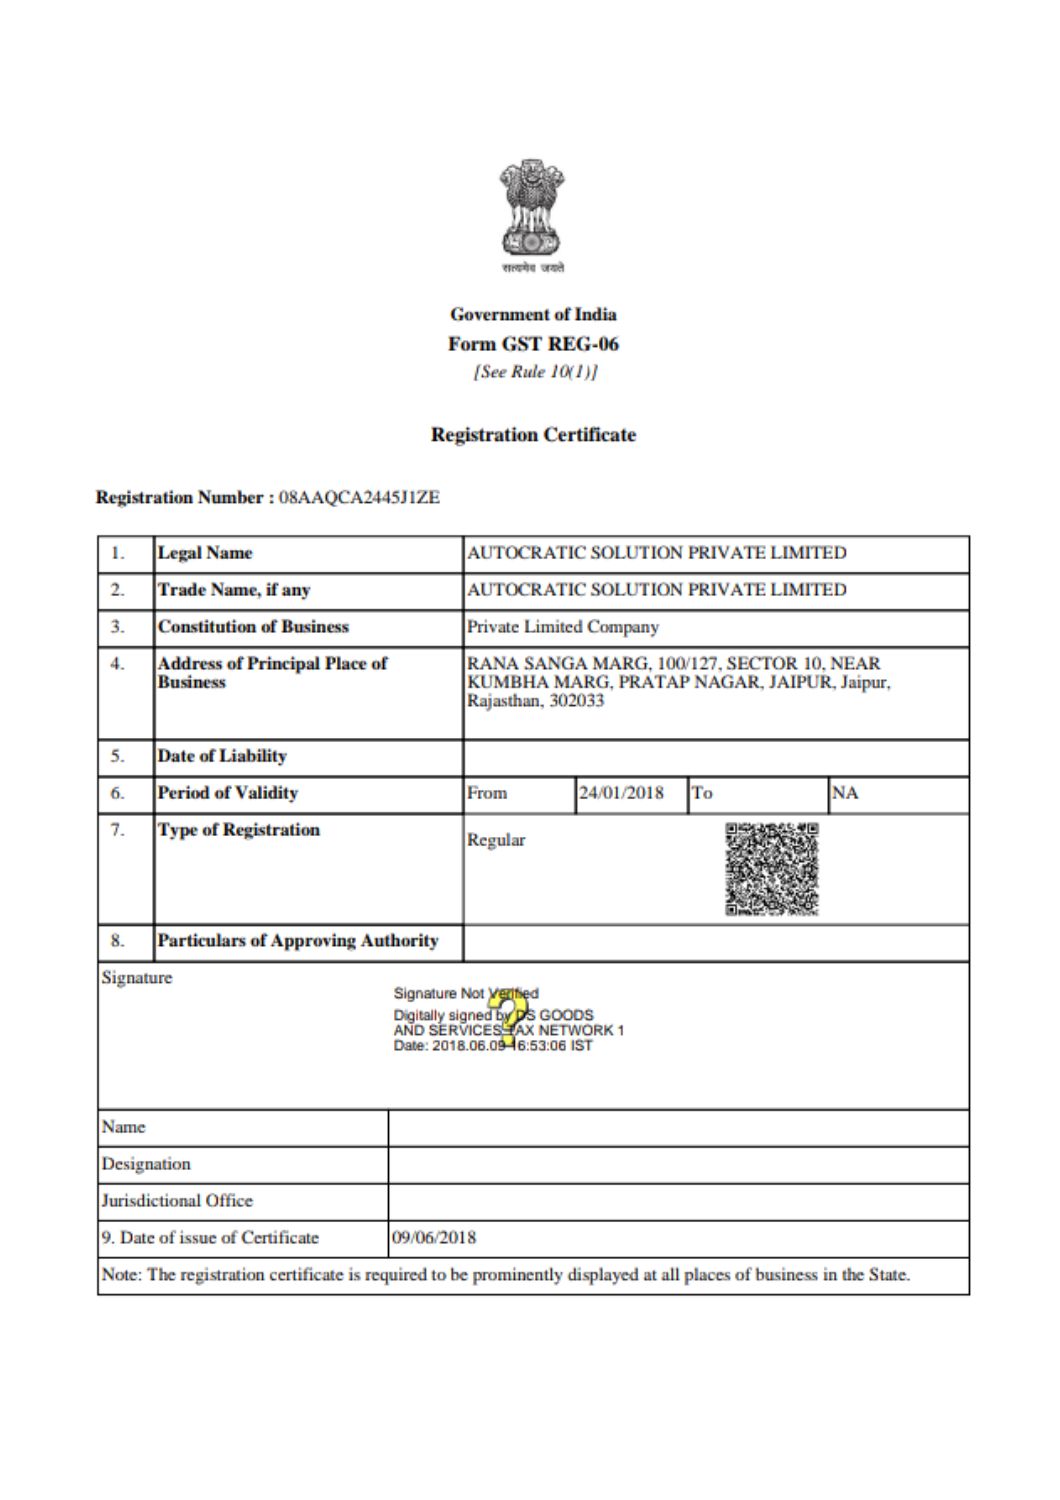 सत्यमेव जयते
Government of India
Form GST REG-06
[See Rule 10(1)]
Registration Certificate
Registration Number : 08AAQCA2445J1ZE
1. Legal Name AUTOCRATIC SOLUTION PRIVATE LIMITED
2. Trade Name, if any AUTOCRATIC SOLUTION PRIVATE LIMITED
3. Constitution of Business Private Limited Company
4. Address of Principal Place of RANA SANGA MARG, 100/127, SECTOR 10, NEAR
Business KUMBHA MARG, PRATAP NAGAR, JAIPUR, Jaipur,
Rajasthan, 302033
5. Date of Liability
6. Period of Validity From 24/01/2018 To NA
7. Type of Registration Regular
8. Particulars of Approving Authority
Signature
Signature Not Verified
Digitally signed by DS GOODS
AND SERVICES TAX NETWORK 1
Date: 2018.06.09 16:53:06 IST
Name
Designation
Jurisdictional Office
9. Date of issue of Certificate 09/06/2018
Note: The registration certificate is required to be prominently displayed at all places of business in the State.